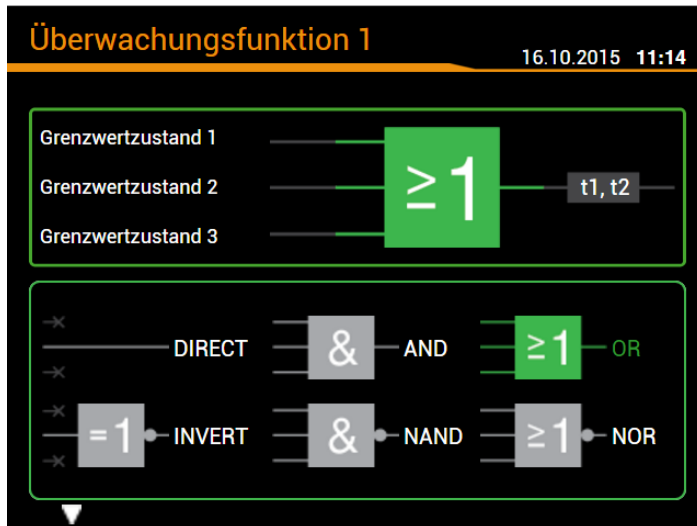 Überwachungsfunktion 1
16.10.2015 11:14
Grenzwertzustand 1
Grenzwertzustand 2
Grenzwertzustand 3
≥1
t1, t2
DIRECT
& AND
≥1 OR
=1 INVERT
& NAND
≥1 NOR